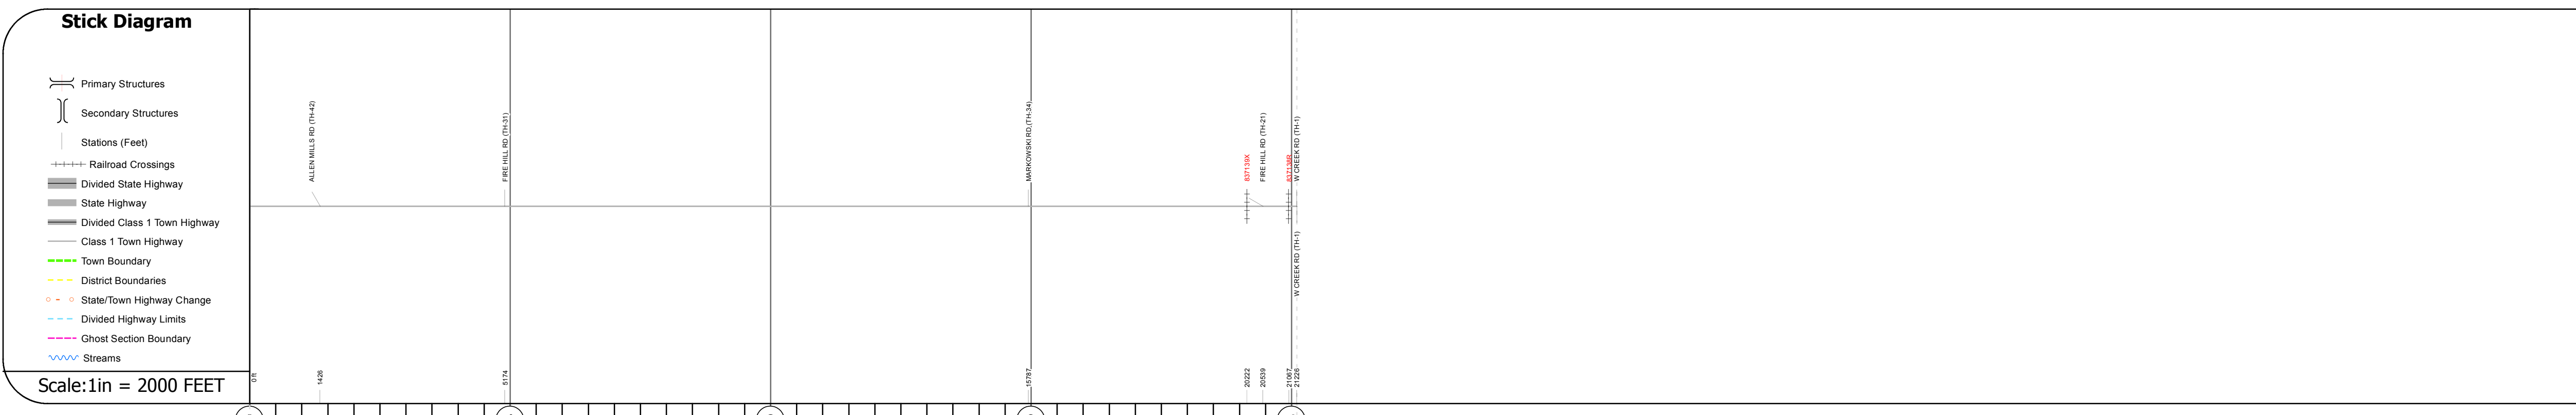 Stick Diagram
Primary Structures
Secondary Structures
Stations (Feet)
Railroad Crossings
Divided State Highway
State Highway
Divided Class 1 Town Highway
Class 1 Town Highway
Town Boundary
District Boundaries
State/Town Highway Change
Divided Highway Limits
Ghost Section Boundary
Streams
Scale:1in = 2000 FEET
ALLEN MILLS RD (TH-42)
FIRE HILL RD (TH-31)
MARKOWSKI RD,(TH-34)
837139X
FIRE HILL RD (TH-21)
837138R
W CREEK RD (TH-1)
W CREEK RD (TH-1)
0 ft
1426
5174
15787
20222
20539
21067
21226